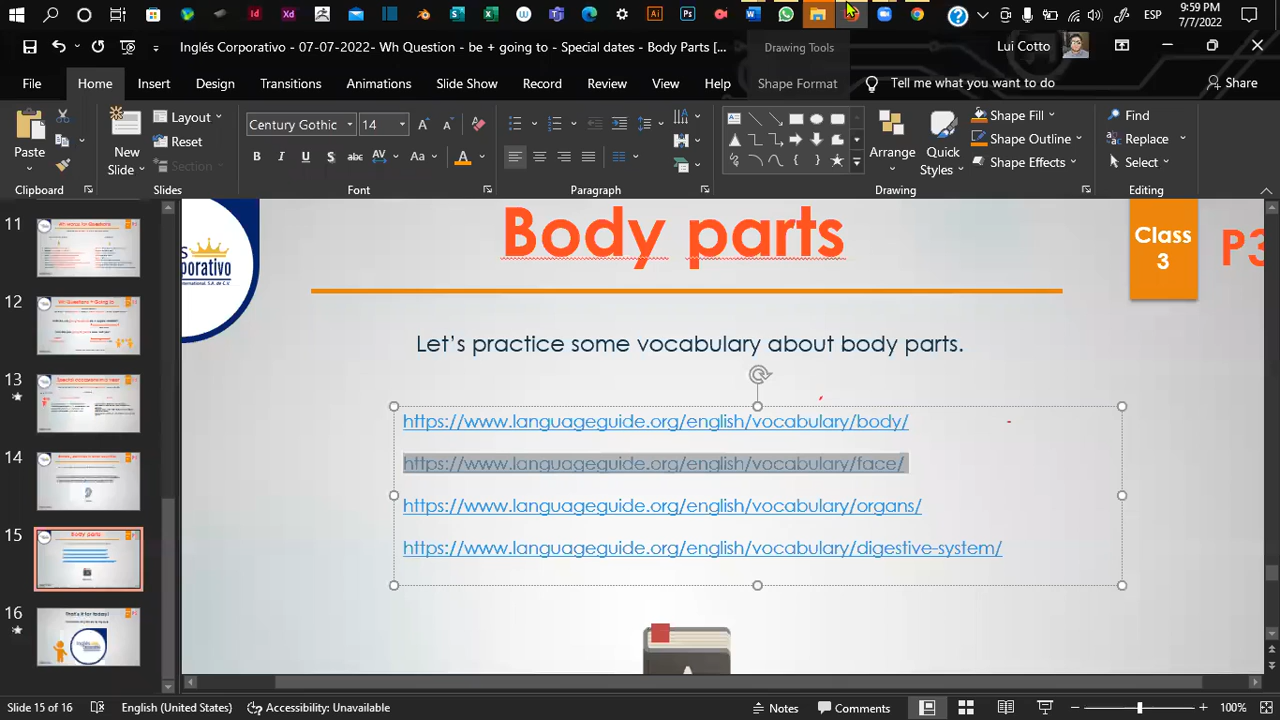 ESP
9:59 PM
7/7/2022
Inglés Corporativo - 07-07-2022- Wh Question - be + going to - Special dates - Body Parts [...
Drawing Tools
Lui Cotto
File
Home
Insert
Design
Transitions
Animations
Slide Show
Record
Review
View
Help
Shape Format
Tell me what you want to do
Share
Paste
New
Slide
Layout
Reset
Section
Century Gothic
14
Arrange
Quick
Styles
Shape Fill
Shape Outline
Shape Effects
Find
Replace
Select
Clipboard
Slides
Font
Paragraph
Drawing
Editing
11
12
13
14
15
16
Body parts
Class
3
P3
Let's practice some vocabulary about body parts.
https://www.languageguide.org/english/vocabulary/body/
https://www.languageguide.org/english/vocabulary/face/
https://www.languageguide.org/english/vocabulary/organs/
https://www.languageguide.org/english/vocabulary/digestive-system/
Slide 15 of 16
English (United States)
Accessibility: Unavailable
Notes
Comments
100%